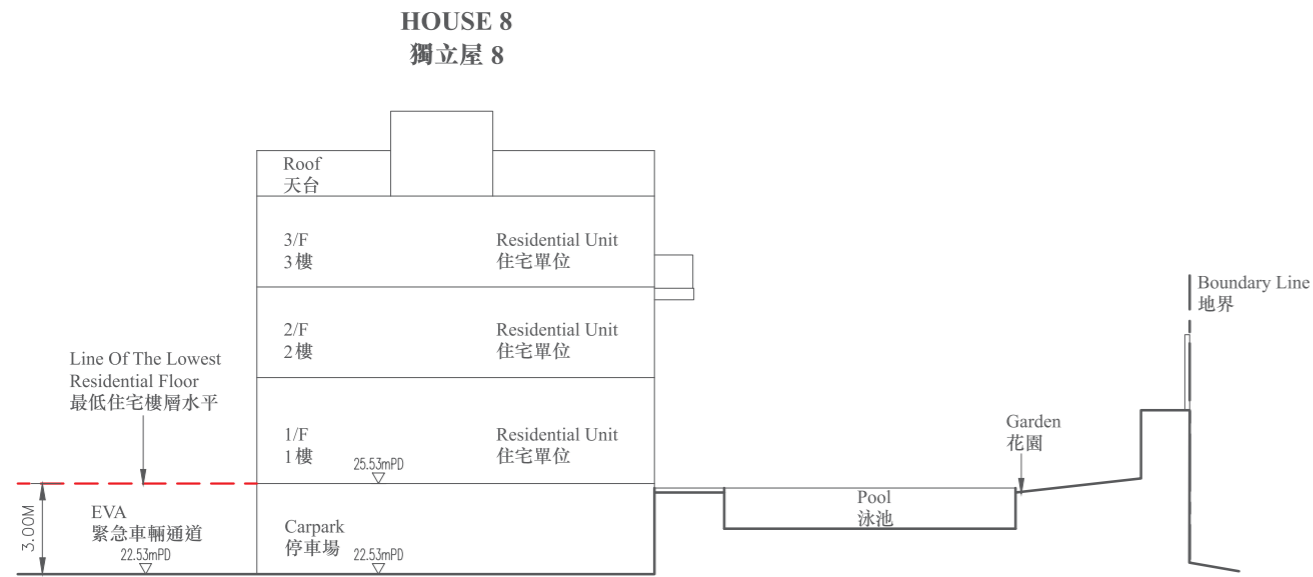 HOUSE 8
獨立屋 8
Roof
天台
3/F
3樓
Residential Unit
住宅單位
2/F
2樓
Residential Unit
住宅單位
1/F
1樓
25.53mPD
Residential Unit
住宅單位
Line Of The Lowest
Residential Floor
最低住宅樓層水平
3.00M
EVA
緊急車輛通道
22.53mPD
Carpark
停車場
22.53mPD
Pool
泳池
Garden
花園
Boundary Line
地界